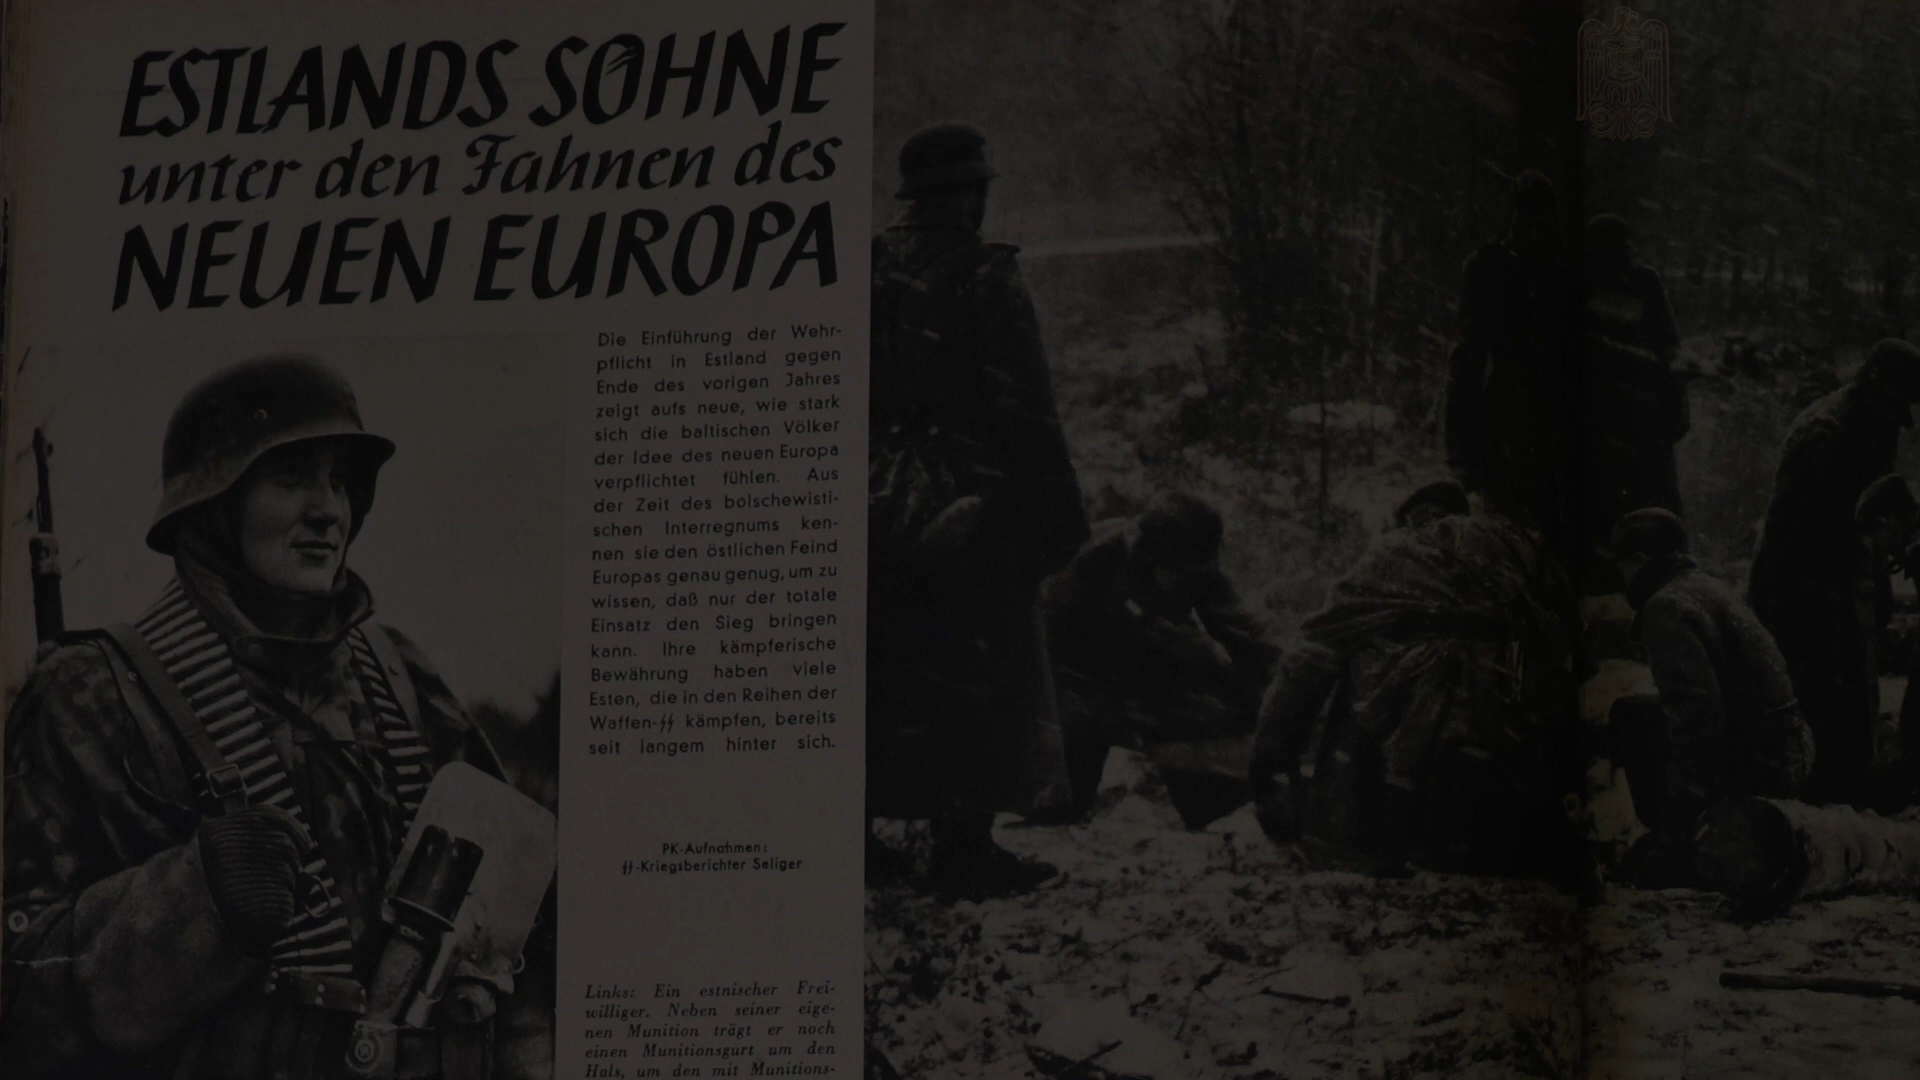 ESTLANDS SÖHNE
unter den Fahnen des
NEUEN EUROPA
Die Einführung der Wehr-
pflicht in Estland gegen
Ende des vorigen Jahres
zeigt aufs neue, wie stark
sich die baltischen Völker
der Idee des neuen Europa
verpflichtet fühlen. Aus
der Zeit des bolschewisti-
schen Interregnums ken-
nen sie den östlichen Feind
Europas genau genug, um zu
wissen, daß nur der totale
Einsatz den Sieg bringen
kann. Ihre kämpferische
Bewährung haben viele
Esten, die in den Reihen der
Waffen-ϟϟ kämpfen, bereits
seit langem hinter sich.
PK-Aufnahmen:
ϟϟ-Kriegsberichter Seliger
Links: Ein estnischer Frei-
williger. Neben seiner eige-
nen Munition trägt er noch
einen Munitionsgurt um den
Hals, um den mit Munitions-